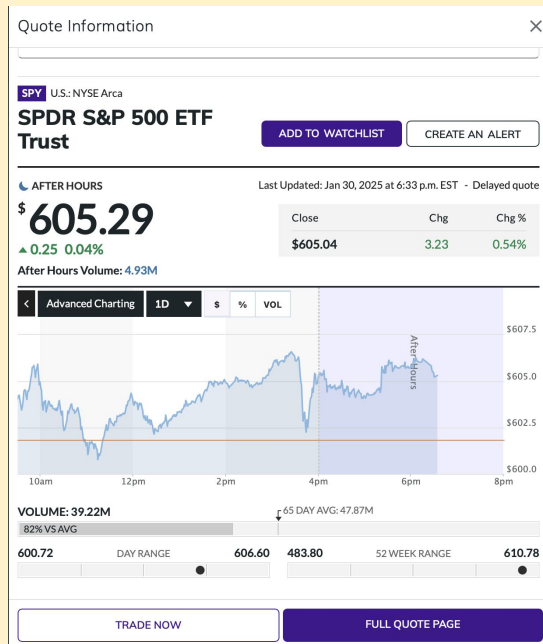 Quote Information
SPY U.S.: NYSE Arca
SPDR S&P 500 ETF
Trust
ADD TO WATCHLIST
CREATE AN ALERT
AFTER HOURS
Last Updated: Jan 30, 2025 at 6:33 p.m. EST - Delayed quote
$605.29
0.25 0.04%
After Hours Volume: 4.93M
Close Chg Chg %
$605.04 3.23 0.54%
Advanced Charting 1D $ % VOL
After Hours
$607.5
$605.0
$602.5
$600.0
10am 12pm 2pm 4pm 6pm 8pm
VOLUME: 39.22M
65 DAY AVG: 47.87M
82% VS AVG
600.72 DAY RANGE 606.60
483.80 52 WEEK RANGE 610.78
TRADE NOW
FULL QUOTE PAGE